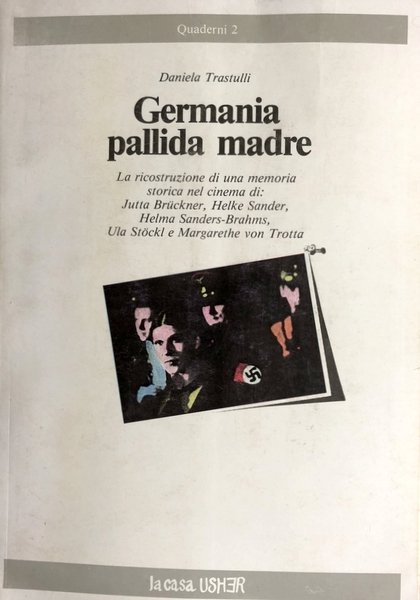 Quaderni 2
Daniela Trastulli
Germania
pallida madre
La ricostruzione di una memoria
storica nel cinema di:
Jutta Brückner, Helke Sander,
Helma Sanders-Brahms,
Ula Stöckl e Margarethe von Trotta
la casa USHER